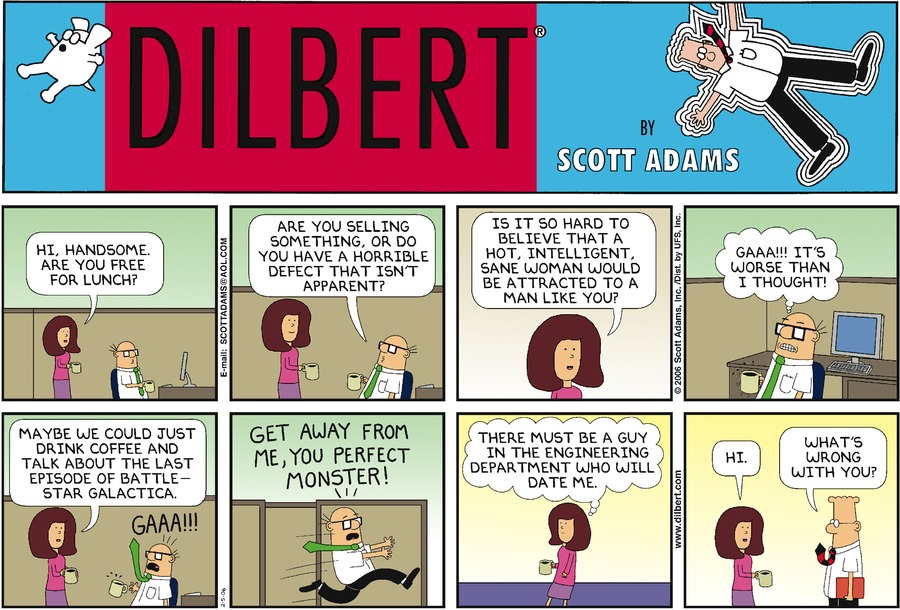 DILBERT®
BY
SCOTT ADAMS
HI, HANDSOME.
ARE YOU FREE
FOR LUNCH?
E-mail: SCOTTADAMS@AOL.COM
ARE YOU SELLING
SOMETHING, OR DO
YOU HAVE A HORRIBLE
DEFECT THAT ISN'T
APPARENT?
IS IT SO HARD TO
BELIEVE THAT A
HOT, INTELLIGENT,
SANE WOMAN WOULD
BE ATTRACTED TO A
MAN LIKE YOU?
© 2006 Scott Adams, Inc. /Dist. by UFS, Inc.
GAAA!!! IT'S
WORSE THAN
I THOUGHT!
MAYBE WE COULD JUST
DRINK COFFEE AND
TALK ABOUT THE LAST
EPISODE OF BATTLE-
STAR GALACTICA.
GAAA!!!
2-5-06
GET AWAY FROM
ME, YOU PERFECT
MONSTER!
THERE MUST BE A GUY
IN THE ENGINEERING
DEPARTMENT WHO WILL
DATE ME.
www.dilbert.com
HI.
WHAT'S
WRONG
WITH YOU?